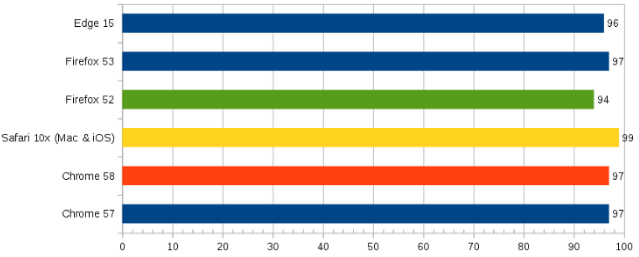 Edge 15 96
Firefox 53 97
Firefox 52 94
Safari 10x (Mac & iOS) 99
Chrome 58 97
Chrome 57 97
0 10 20 30 40 50 60 70 80 90 100